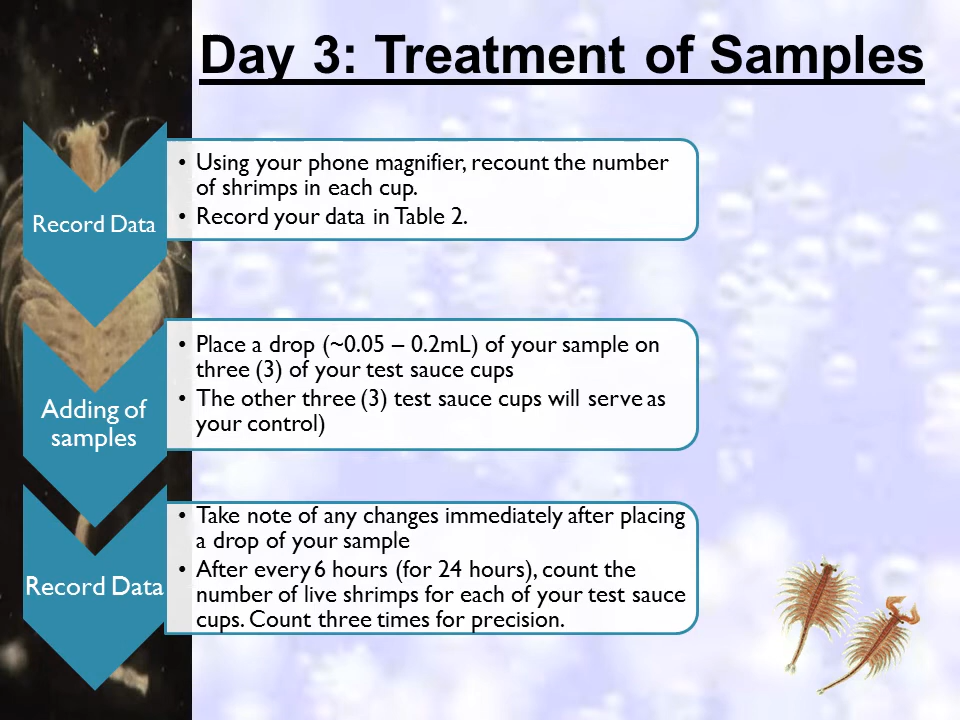 Day 3: Treatment of Samples
Record Data
• Using your phone magnifier, recount the number
of shrimps in each cup.
• Record your data in Table 2.
Adding of
samples
• Place a drop (~0.05 – 0.2mL) of your sample on
three (3) of your test sauce cups
• The other three (3) test sauce cups will serve as
your control)
Record Data
• Take note of any changes immediately after placing
a drop of your sample
• After every 6 hours (for 24 hours), count the
number of live shrimps for each of your test sauce
cups. Count three times for precision.